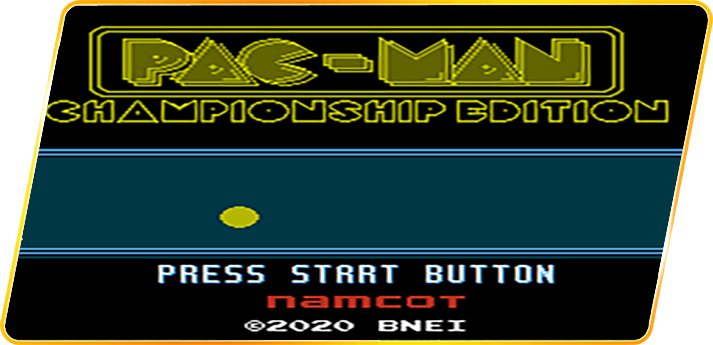 PAC-MAN
CHAMPIONSHIP EDITION
PRESS START BUTTON
namcot
©2020 BNEI